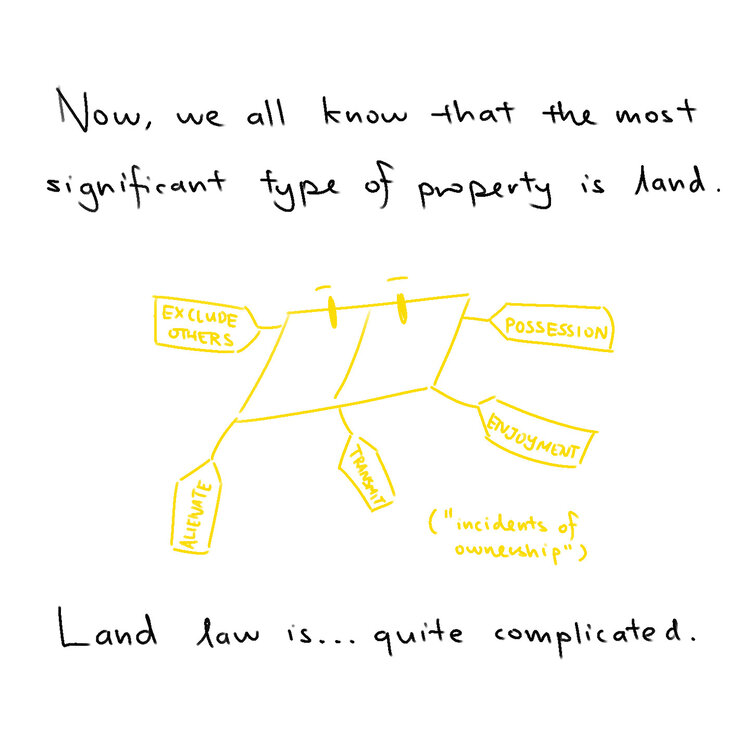 Now, we all know that the most
significant type of property is land.
EXCLUDE
OTHERS
POSSESSION
ENJOYMENT
TRANSMIT
ALIENATE
("incidents of
ownership")
Land law is... quite complicated.